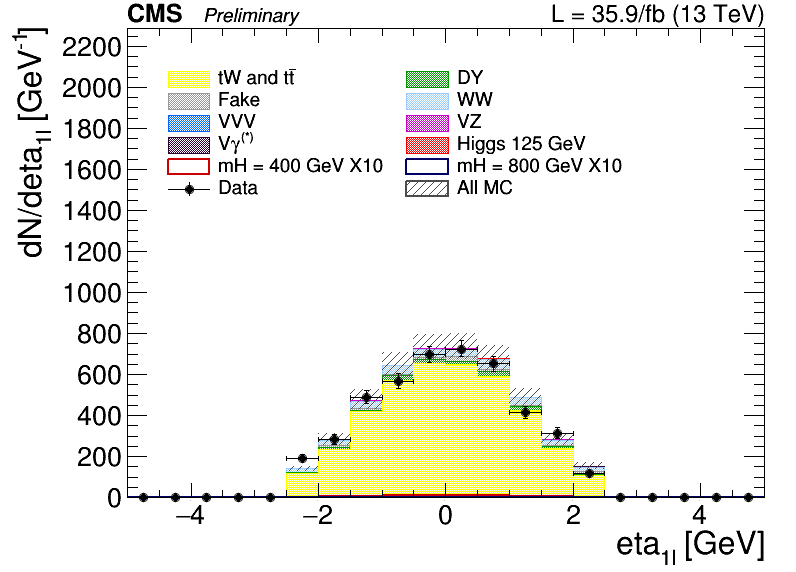 CMS Preliminary L = 35.9/fb (13 TeV)
dN/deta1l [GeV-1]
2200
2000
1800
1600
1400
1200
1000
800
600
400
200
0
tW and tt̄ DY
Fake WW
VVV VZ
Vγ(*) Higgs 125 GeV
mH = 400 GeV X10 mH = 800 GeV X10
Data All MC
−4 −2 0 2 4
eta1l [GeV]